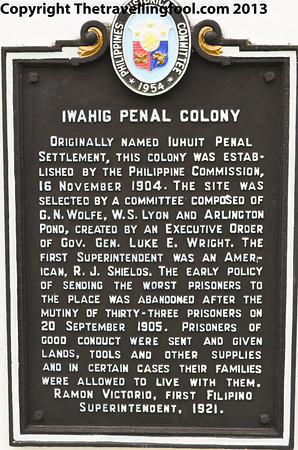 Copyright Thetravellingfool.com 2013
PHILIPPINES HISTORICAL COMMITTEE
1954
IWAHIG PENAL COLONY
ORIGINALLY NAMED IUHUIT PENAL
SETTLEMENT, THIS COLONY WAS ESTAB-
LISHED BY THE PHILIPPINE COMMISSION,
16 NOVEMBER 1904. THE SITE WAS
SELECTED BY A COMMITTEE COMPOSED OF
G. N. WOLFE, W. S. LYON AND ARLINGTON
POND, CREATED BY AN EXECUTIVE ORDER
OF GOV. GEN. LUKE E. WRIGHT. THE
FIRST SUPERINTENDENT WAS AN AMER-
ICAN, R. J. SHIELDS. THE EARLY POLICY
OF SENDING THE WORST PRISONERS TO
THE PLACE WAS ABANDONED AFTER THE
MUTINY OF THIRTY-THREE PRISONERS ON
20 SEPTEMBER 1905. PRISONERS OF
GOOD CONDUCT WERE SENT AND GIVEN
LANDS, TOOLS AND OTHER SUPPLIES
AND IN CERTAIN CASES THEIR FAMILIES
WERE ALLOWED TO LIVE WITH THEM.
RAMON VICTORIO, FIRST FILIPINO
SUPERINTENDENT, 1921.